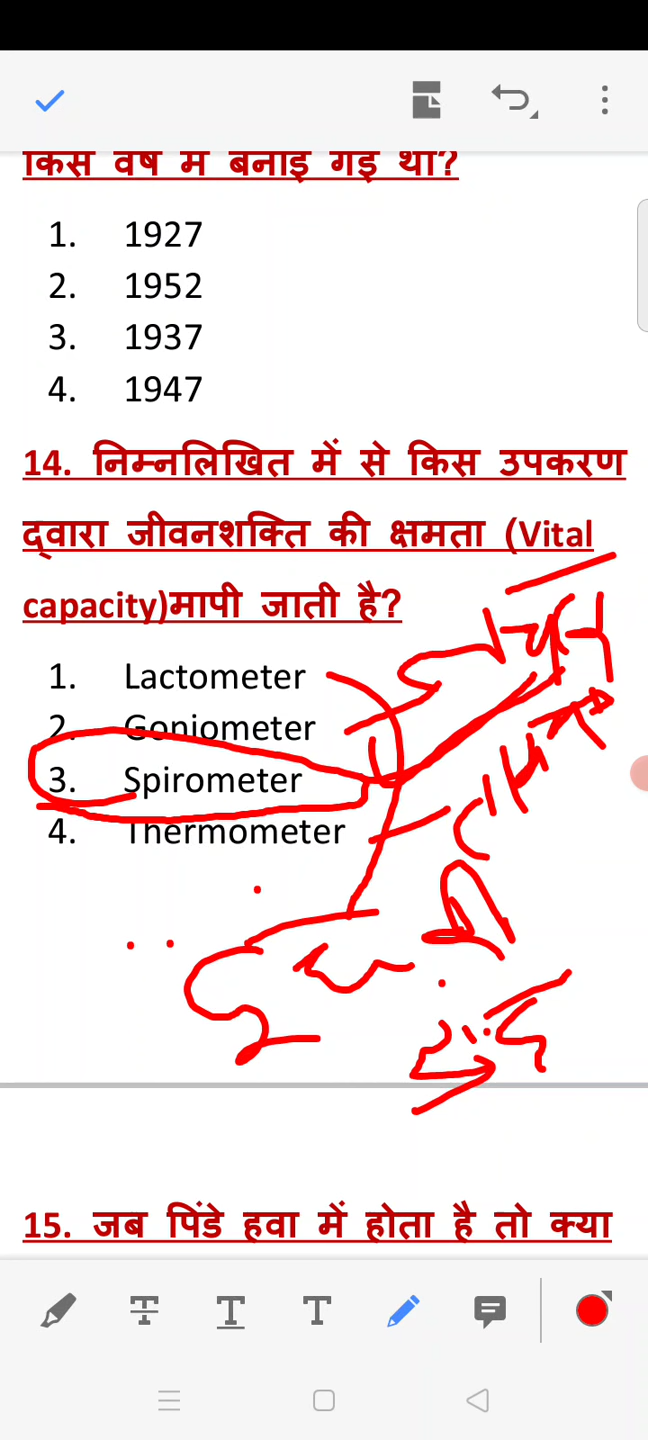 किस वर्ष में बनाई गई थी?
1. 1927
2. 1952
3. 1937
4. 1947
14. निम्नलिखित में से किस उपकरण
द्वारा जीवनशक्ति की क्षमता (Vital
capacity)मापी जाती है?
1. Lactometer
2. Goniometer
3. Spirometer
4. Thermometer
15. जब पिंडे हवा में होता है तो क्या